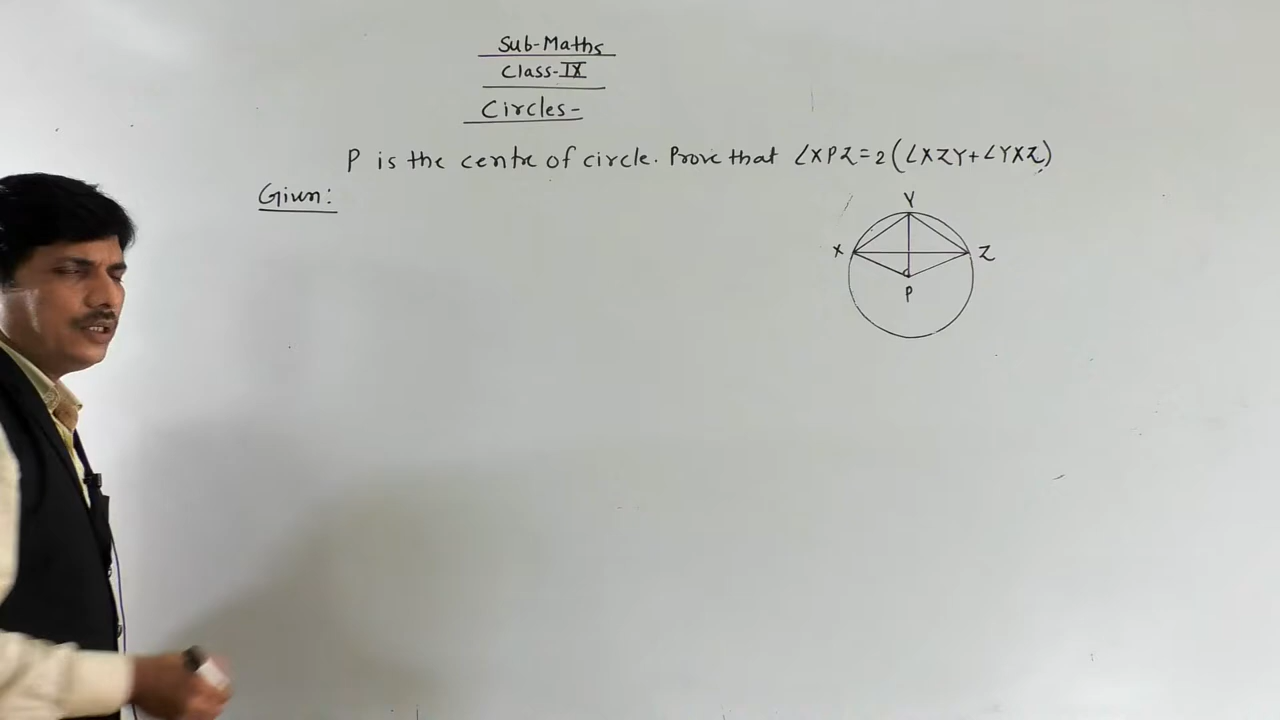 Sub-Maths
Class-IX
Circles-
P is the centre of circle. Prove that ∠XPZ=2(∠XZY+∠YXZ)
Given:
Y
X
Z
P